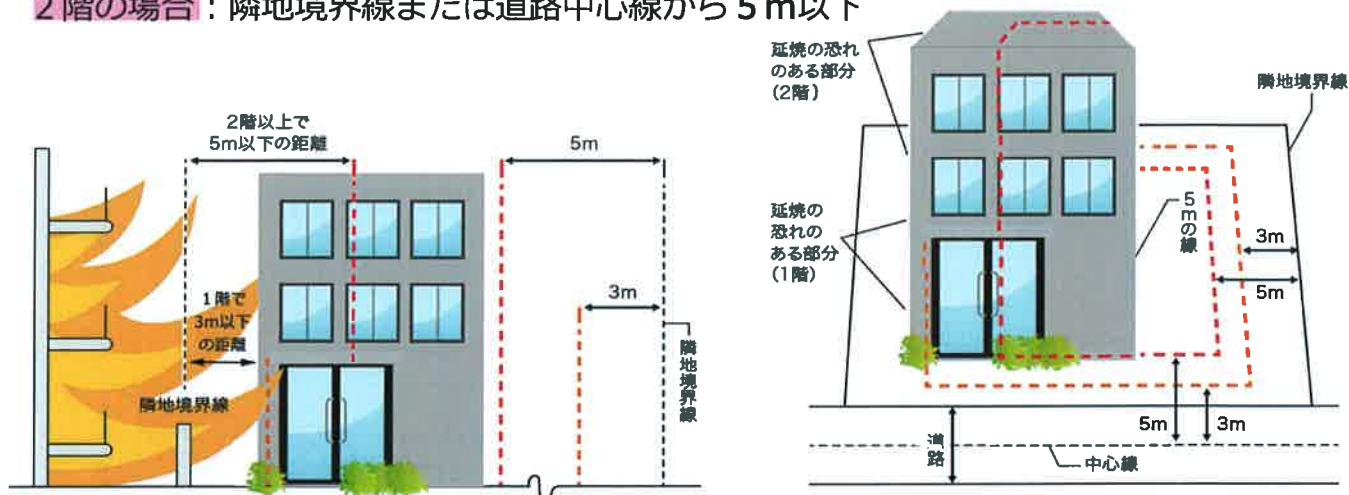 2階の場合：隣地境界線または道路中心線から5m以下
2階以上で
5m以下の距離
5m
1階で
3m以下
の距離
3m
隣地境界線
隣地境界線
延焼の恐れ
のある部分
(2階)
隣地境界線
延焼の
恐れの
ある部分
(1階)
5mの線
3m
5m
5m
3m
道路
中心線